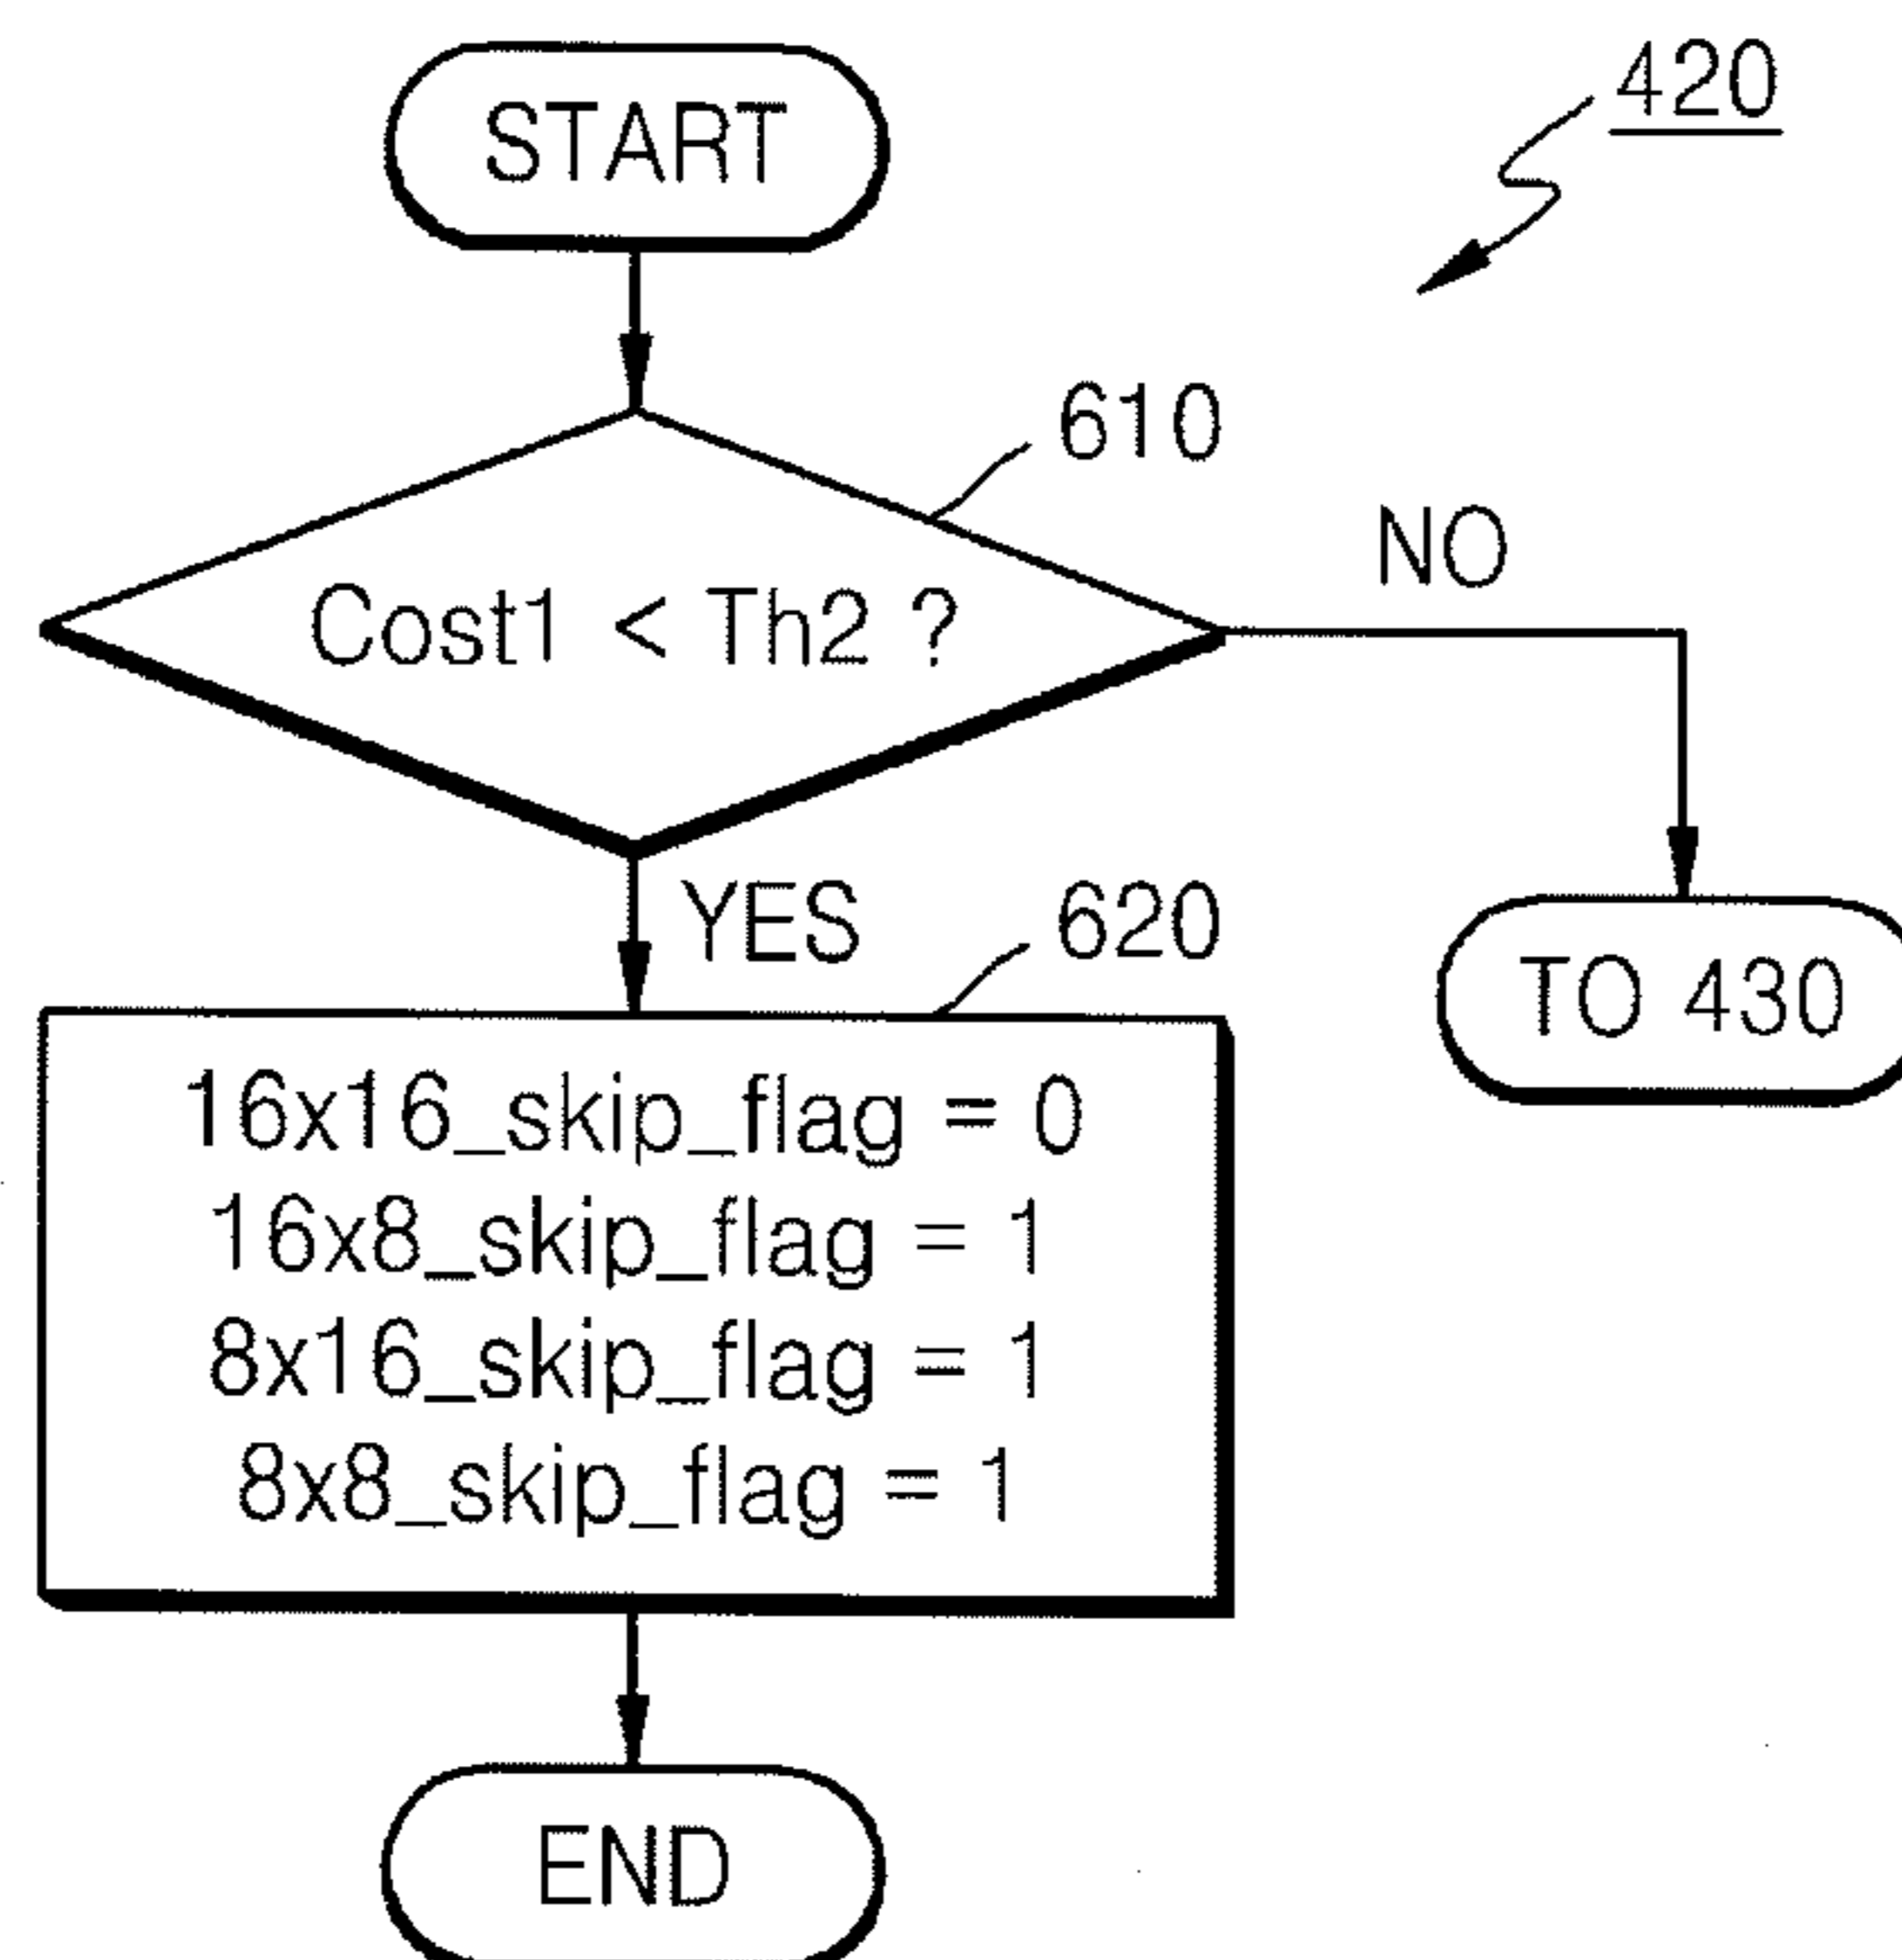 START
420
610
Cost1 < Th2 ?
NO
YES
620
TO 430
16x16_skip_flag = 0
16x8_skip_flag = 1
8x16_skip_flag = 1
8x8_skip_flag = 1
END